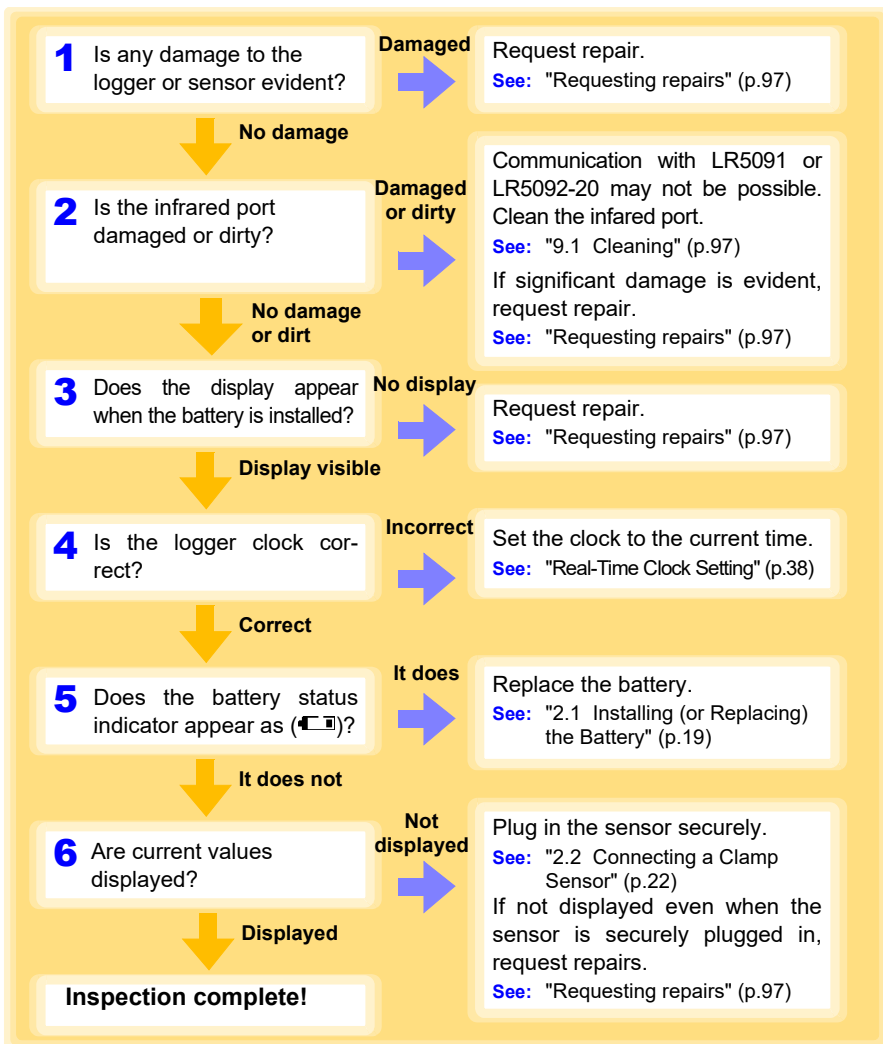 1 Is any damage to the
logger or sensor evident?
Damaged
Request repair.
See: "Requesting repairs" (p.97)
No damage
2 Is the infrared port
damaged or dirty?
Damaged
or dirty
Communication with LR5091 or
LR5092-20 may not be possible.
Clean the infared port.
See: "9.1 Cleaning" (p.97)
If significant damage is evident,
request repair.
See: "Requesting repairs" (p.97)
No damage
or dirt
3 Does the display appear
when the battery is installed?
No display
Request repair.
See: "Requesting repairs" (p.97)
Display visible
4 Is the logger clock cor-
rect?
Incorrect
Set the clock to the current time.
See: "Real-Time Clock Setting" (p.38)
Correct
5 Does the battery status
indicator appear as ( )?
It does
Replace the battery.
See: "2.1 Installing (or Replacing)
the Battery" (p.19)
It does not
6 Are current values
displayed?
Not
displayed
Plug in the sensor securely.
See: "2.2 Connecting a Clamp
Sensor" (p.22)
If not displayed even when the
sensor is securely plugged in,
request repairs.
See: "Requesting repairs" (p.97)
Displayed
Inspection complete!